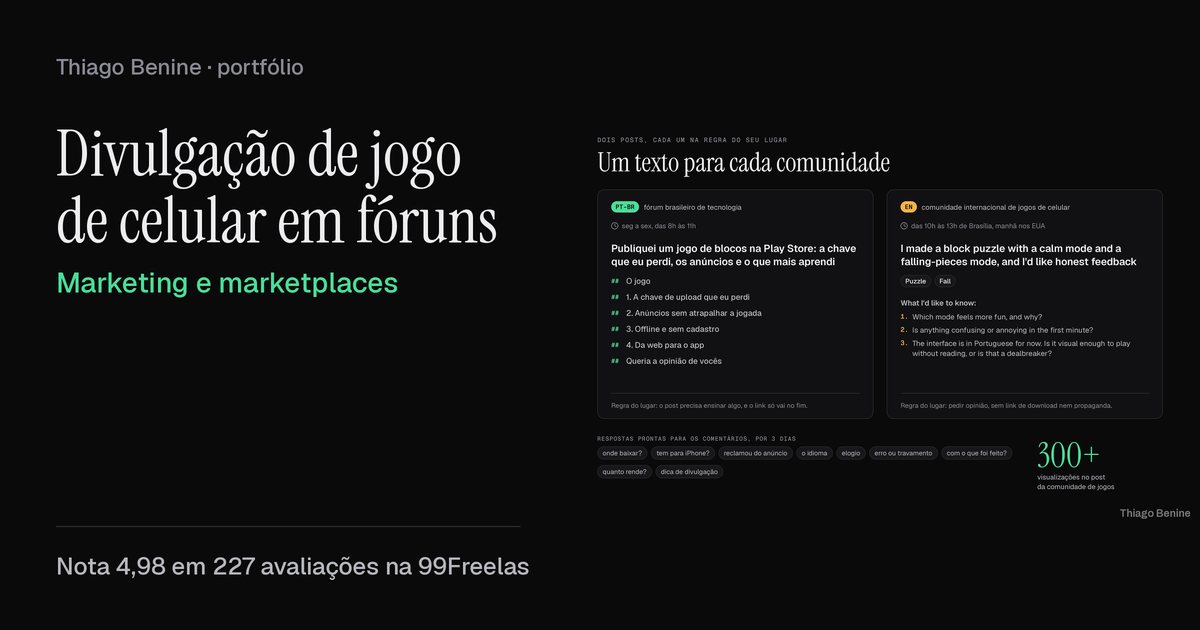 Thiago Benine · portfólio
Divulgação de jogo
de celular em fóruns
Marketing e marketplaces
Nota 4,98 em 227 avaliações na 99Freelas
DOIS POSTS, CADA UM NA REGRA DO SEU LUGAR
Um texto para cada comunidade
PT-BR fórum brasileiro de tecnologia
seg a sex, das 8h às 11h
Publiquei um jogo de blocos na Play Store: a chave
que eu perdi, os anúncios e o que mais aprendi
## O jogo
## 1. A chave de upload que eu perdi
## 2. Anúncios sem atrapalhar a jogada
## 3. Offline e sem cadastro
## 4. Da web para o app
## Queria a opinião de vocês
Regra do lugar: o post precisa ensinar algo, e o link só vai no fim.
EN comunidade internacional de jogos de celular
das 10h às 13h de Brasília, manhã nos EUA
I made a block puzzle with a calm mode and a
falling-pieces mode, and I'd like honest feedback
Puzzle Fall
What I'd like to know:
1. Which mode feels more fun, and why?
2. Is anything confusing or annoying in the first minute?
3. The interface is in Portuguese for now. Is it visual enough to play
without reading, or is that a dealbreaker?
Regra do lugar: pedir opinião, sem link de download nem propaganda.
RESPOSTAS PRONTAS PARA OS COMENTÁRIOS, POR 3 DIAS
onde baixar? tem para iPhone? reclamou do anúncio o idioma elogio erro ou travamento com o que foi feito?
quanto rende? dica de divulgação
300+
visualizações no post
da comunidade de jogos
Thiago Benine